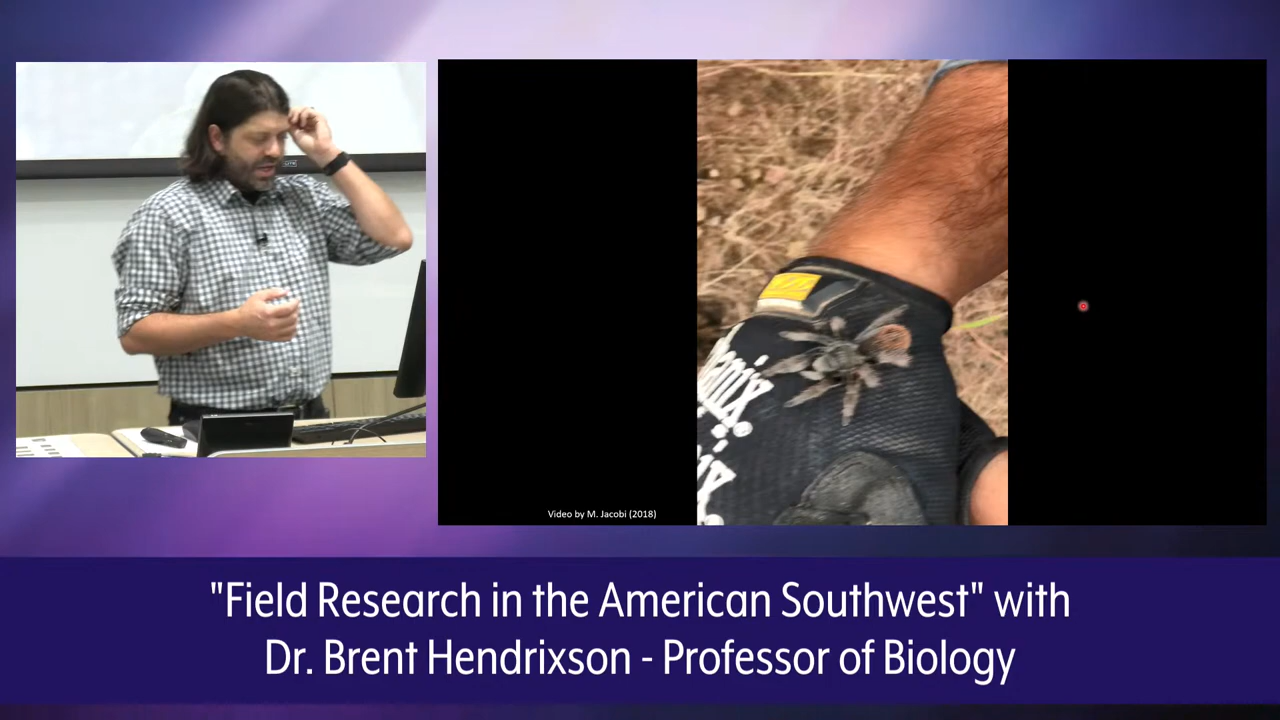 Video by M. Jacobi (2018)
"Field Research in the American Southwest" with
Dr. Brent Hendrixson - Professor of Biology